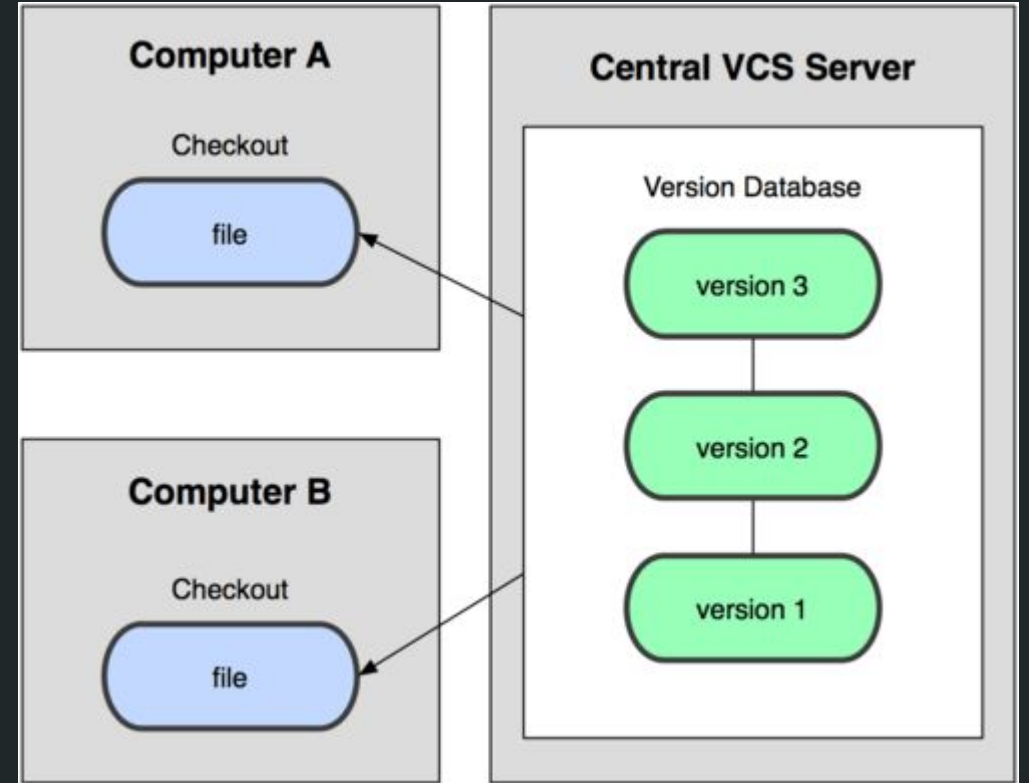 Computer A
Checkout
file
Computer B
Checkout
file
Central VCS Server
Version Database
version 3
version 2
version 1